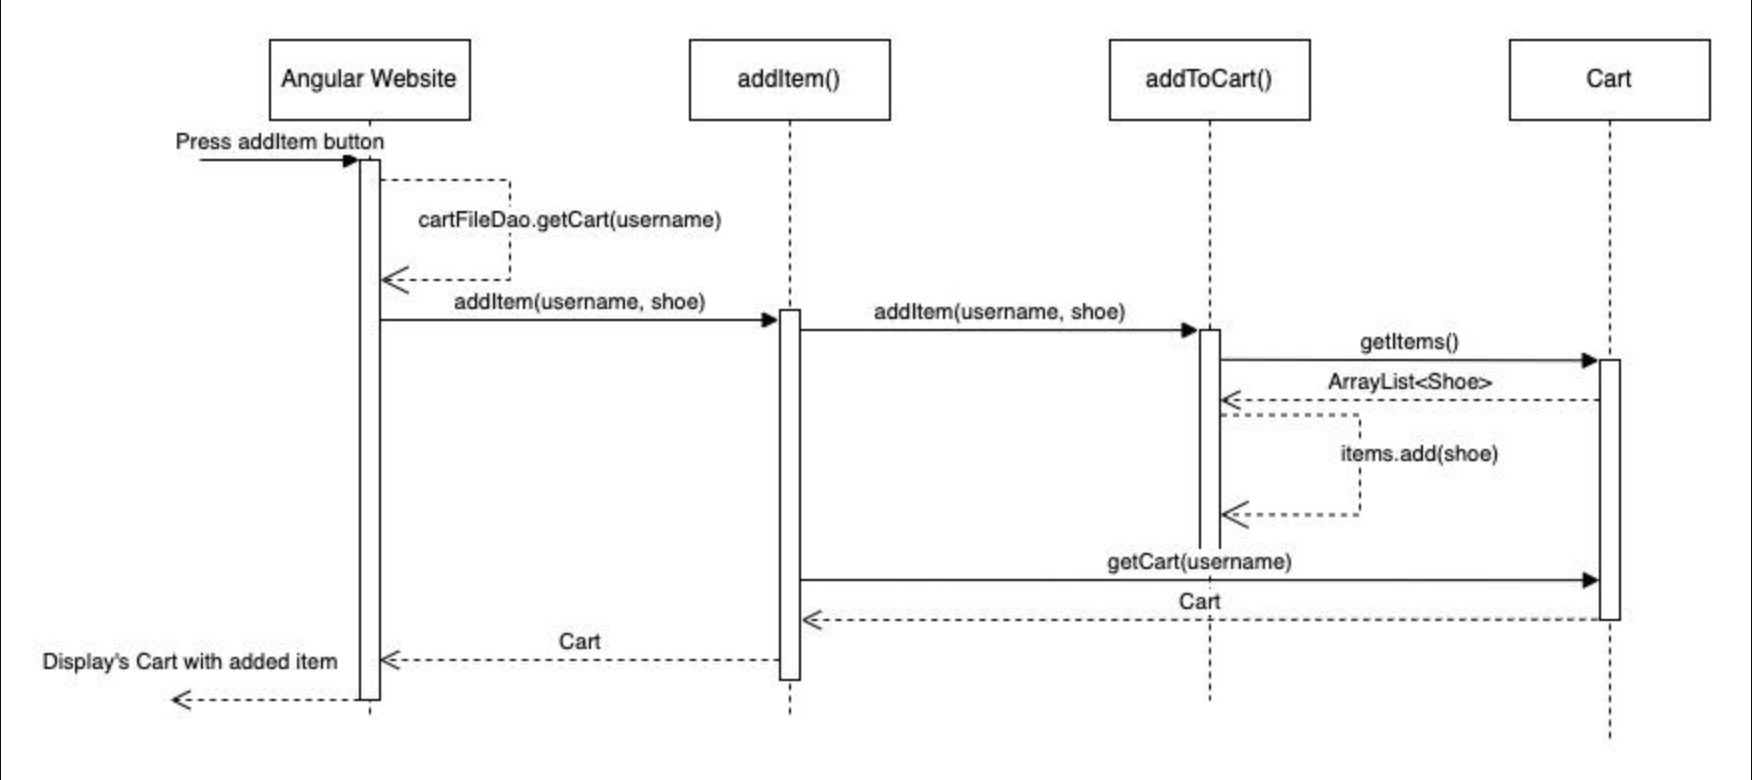 Angular Website
addItem()
addToCart()
Cart
Press addItem button
cartFileDao.getCart(username)
addItem(username, shoe)
addItem(username, shoe)
getItems()
ArrayList<Shoe>
items.add(shoe)
getCart(username)
Cart
Cart
Display's Cart with added item